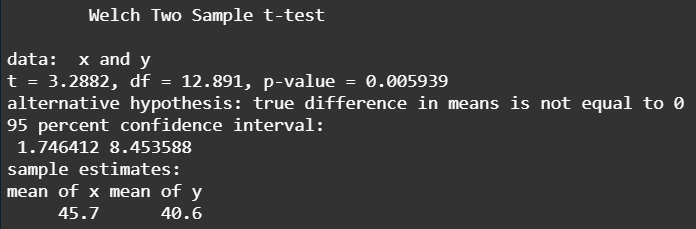 Welch Two Sample t-test
data:  x and y
t = 3.2882, df = 12.891, p-value = 0.005939
alternative hypothesis: true difference in means is not equal to 0
95 percent confidence interval:
 1.746412 8.453588
sample estimates:
mean of x mean of y
     45.7      40.6